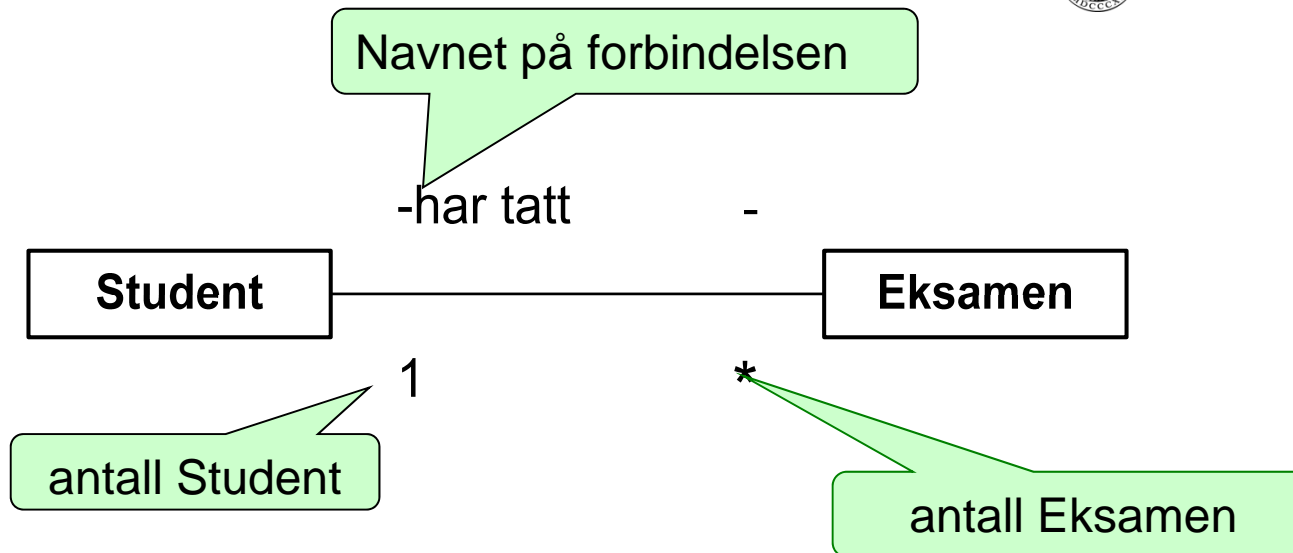 Navnet på forbindelsen
-har tatt -
Student Eksamen
1 *
antall Student
antall Eksamen